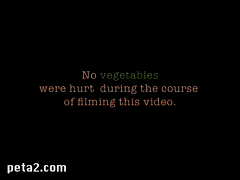 No vegetables
were hurt during the course
of filming this video.
peta2.com